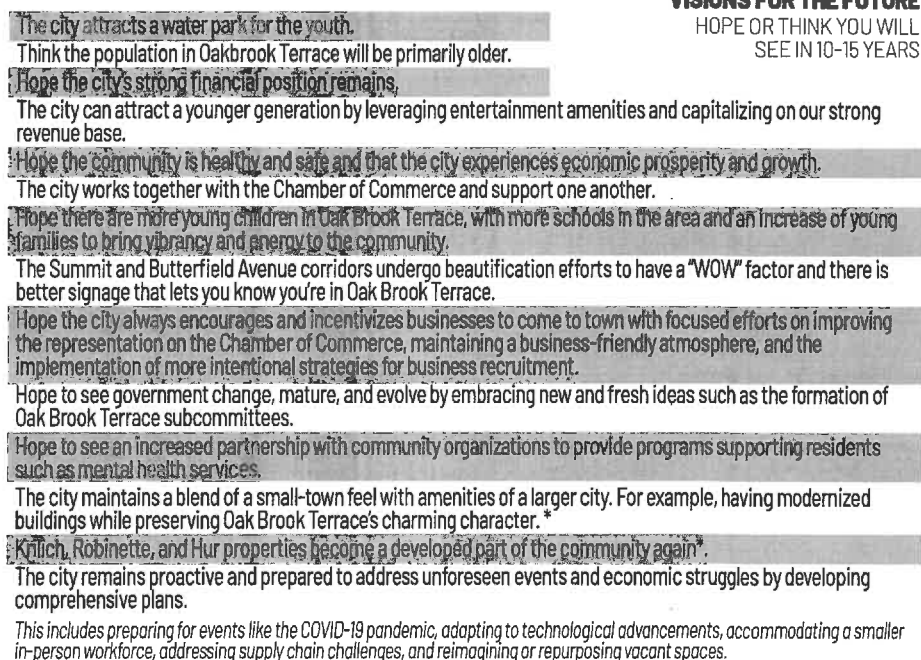 VISIONS FOR THE FUTURE
HOPE OR THINK YOU WILL
SEE IN 10-15 YEARS
The city attracts a water park for the youth.
Think the population in Oakbrook Terrace will be primarily older.
Hope the city's strong financial position remains,
The city can attract a younger generation by leveraging entertainment amenities and capitalizing on our strong
revenue base.
Hope the community is healthy and safe and that the city experiences economic prosperity and growth.
The city works together with the Chamber of Commerce and support one another.
Hope there are more young children in Oak Brook Terrace, with more schools in the area and an increase of young
families to bring vibrancy and energy to the community.
The Summit and Butterfield Avenue corridors undergo beautification efforts to have a "WOW" factor and there is
better signage that lets you know you're in Oak Brook Terrace.
Hope the city always encourages and incentivizes businesses to come to town with focused efforts on improving
the representation on the Chamber of Commerce, maintaining a business-friendly atmosphere, and the
implementation of more intentional strategies for business recruitment.
Hope to see government change, mature, and evolve by embracing new and fresh ideas such as the formation of
Oak Brook Terrace subcommittees.
Hope to see an increased partnership with community organizations to provide programs supporting residents
such as mental health services.
The city maintains a blend of a small-town feel with amenities of a larger city. For example, having modernized
buildings while preserving Oak Brook Terrace's charming character. *
Krilich, Robinette, and Hur properties become a developed part of the community again*.
The city remains proactive and prepared to address unforeseen events and economic struggles by developing
comprehensive plans.
This includes preparing for events like the COVID-19 pandemic, adapting to technological advancements, accommodating a smaller
in-person workforce, addressing supply chain challenges, and reimagining or repurposing vacant spaces.